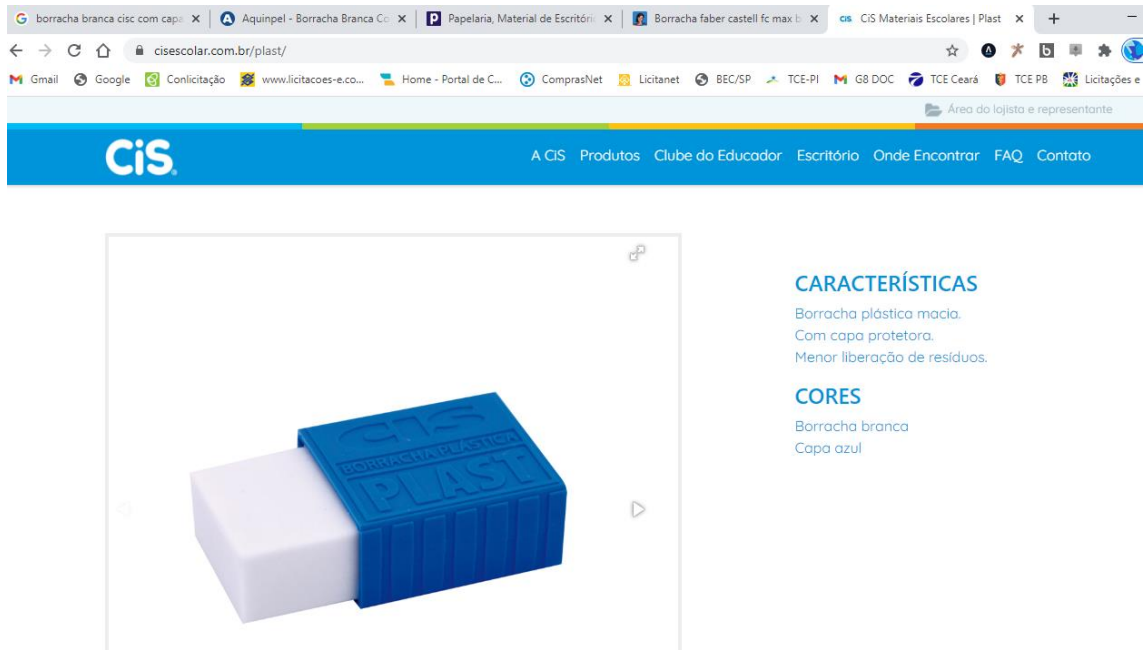 borracha branca cisc com capa
Aquinpel - Borracha Branca Co
Papelaria, Material de Escritóri
Borracha faber castell fc max b
CiS Materiais Escolares | Plast
cisescolar.com.br/plast/
Gmail
Google
Conlicitação
www.licitacoes-e.co...
Home - Portal de C...
ComprasNet
Licitanet
BEC/SP
TCE-PI
G8 DOC
TCE Ceará
TCE PB
Licitações e
Área do lojista e representante
CiS
A CiS Produtos Clube do Educador Escritório Onde Encontrar FAQ Contato
CARACTERÍSTICAS
Borracha plástica macia.
Com capa protetora.
Menor liberação de resíduos.
CORES
Borracha branca
Capa azul
CiS
BORRACHA PLÁSTICA
PLAST